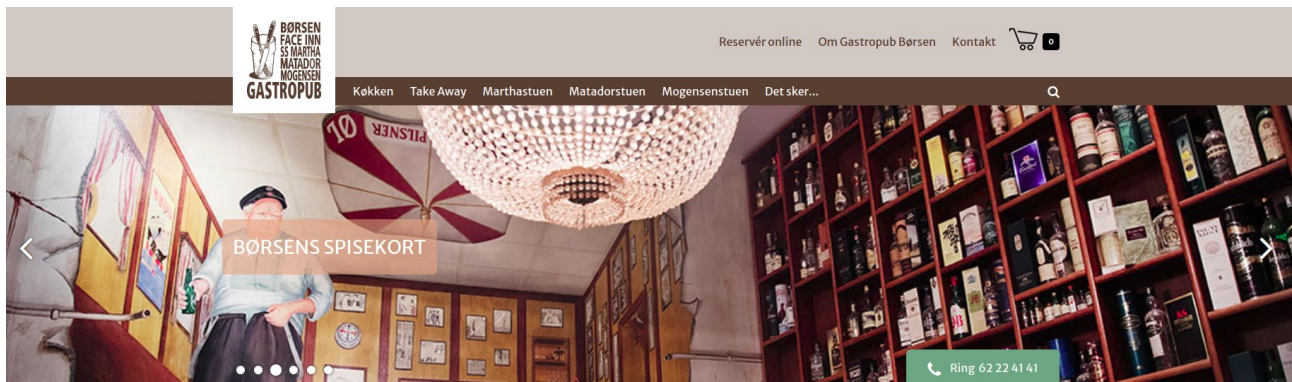 BØRSEN
FACE INN
SS MARTHA
MATADOR
MOGENSEN
GASTROPUB
Reservér online Om Gastropub Børsen Kontakt 0
Køkken Take Away Marthastuen Matadorstuen Mogensenstuen Det sker...
PILSNER
BØRSENS SPISEKORT
Ring 62 22 41 41